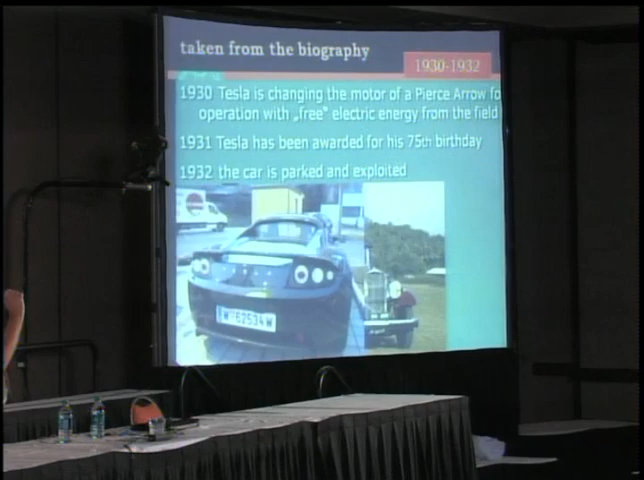 taken from the biography
1930-1932
1930 Tesla is changing the motor of a Pierce Arrow fo
operation with „free“ electric energy from the field
1931 Tesla has been awarded for his 75th birthday
1932 the car is parked and exploited
W 62534W